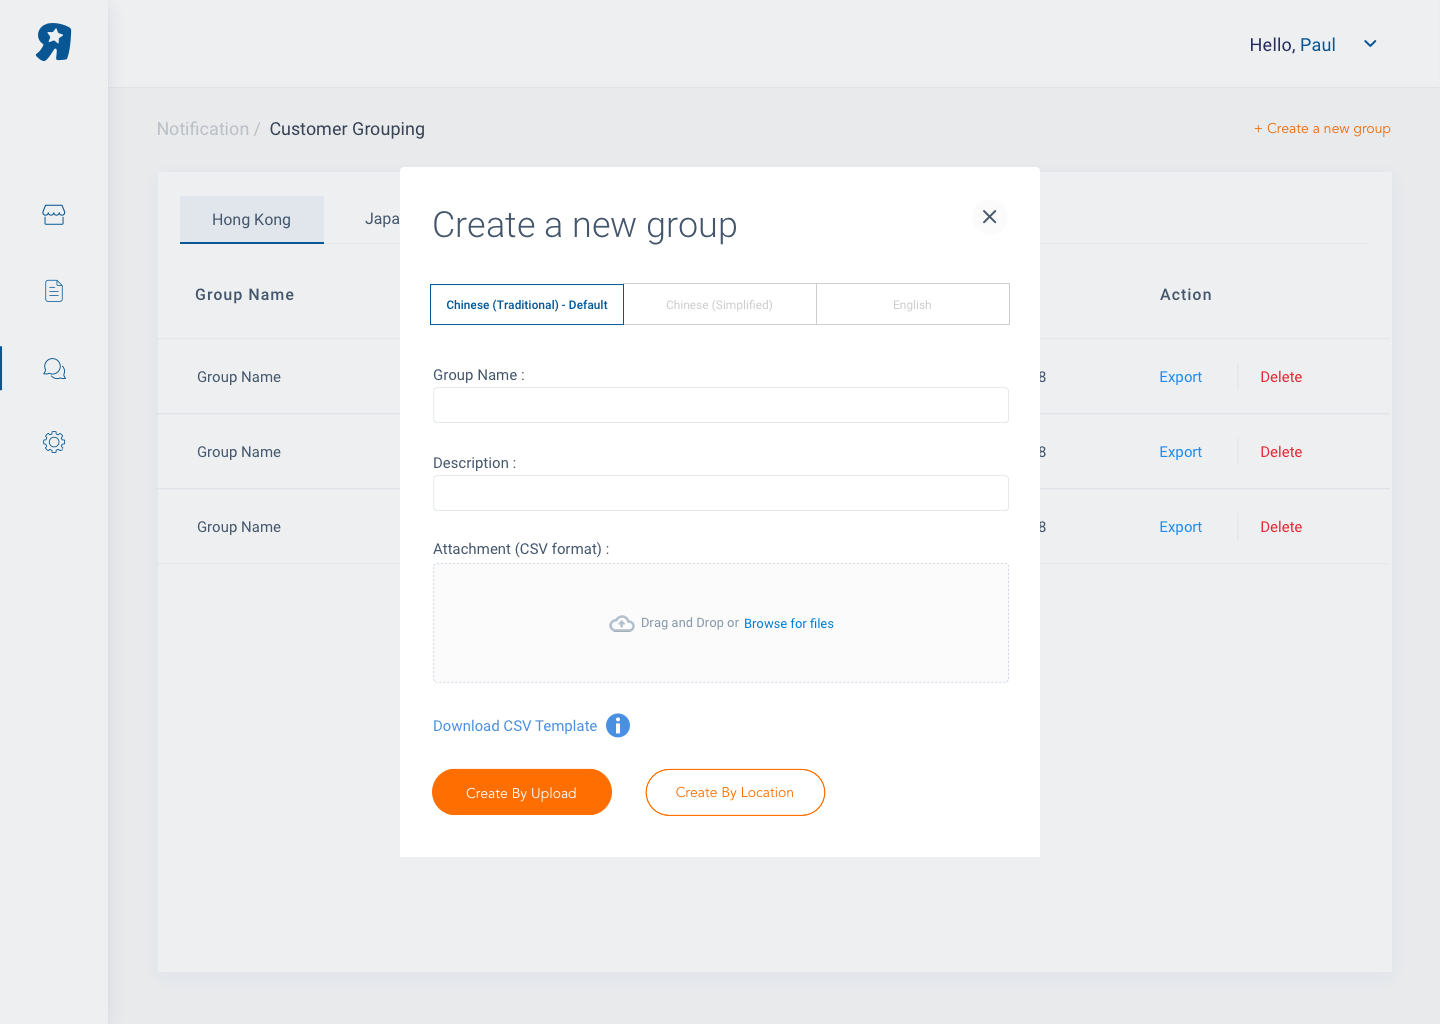 Hello, Paul
Notification / Customer Grouping
+ Create a new group
Hong Kong
Japa
Create a new group
Chinese (Traditional) - Default
Chinese (Simplified)
English
Group Name
Action
Group Name :
Group Name
8
Export
Delete
Description :
Group Name
8
Export
Delete
Group Name
8
Export
Delete
Attachment (CSV format) :
Drag and Drop or Browse for files
Download CSV Template
Create By Upload
Create By Location